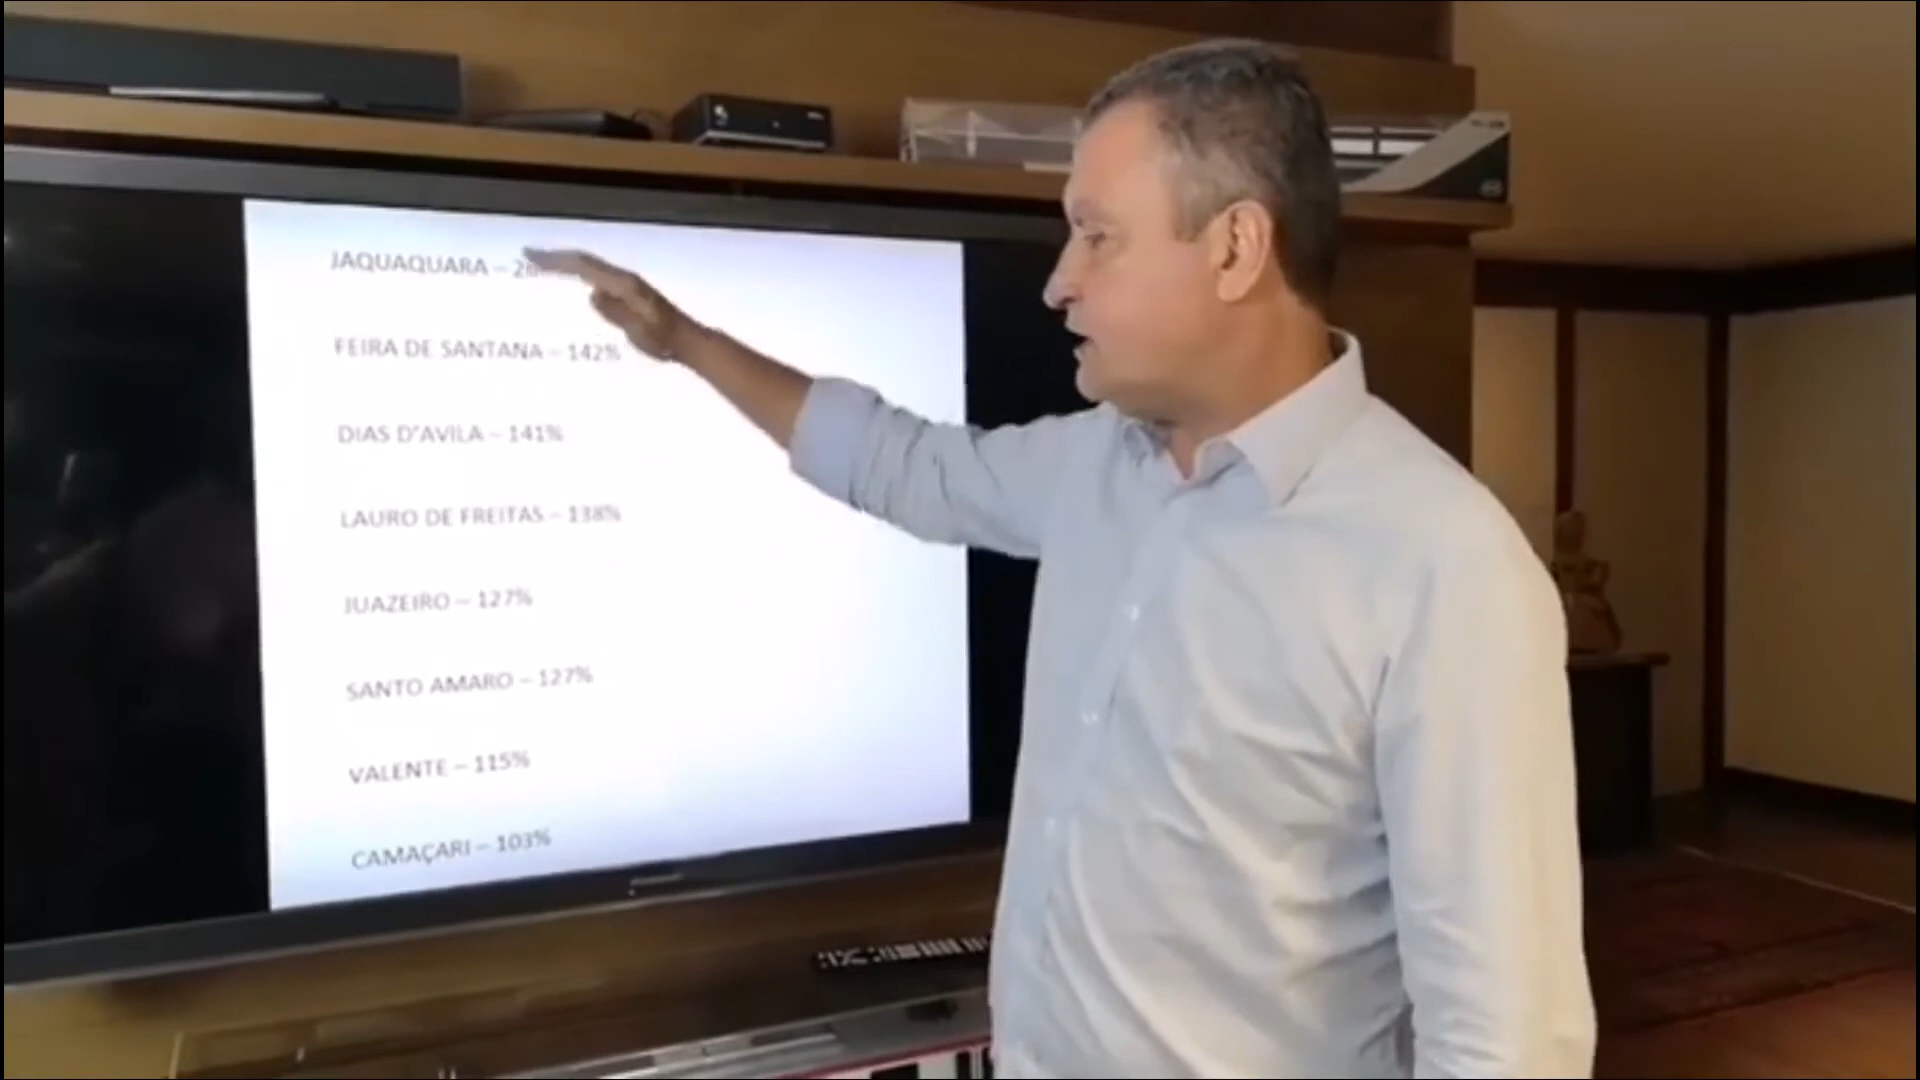 JAQUAQUARA –
FEIRA DE SANTANA – 142%
DIAS D'AVILA – 141%
LAURO DE FREITAS – 138%
JUAZEIRO – 127%
SANTO AMARO – 127%
VALENTE – 115%
CAMAÇARI – 103%